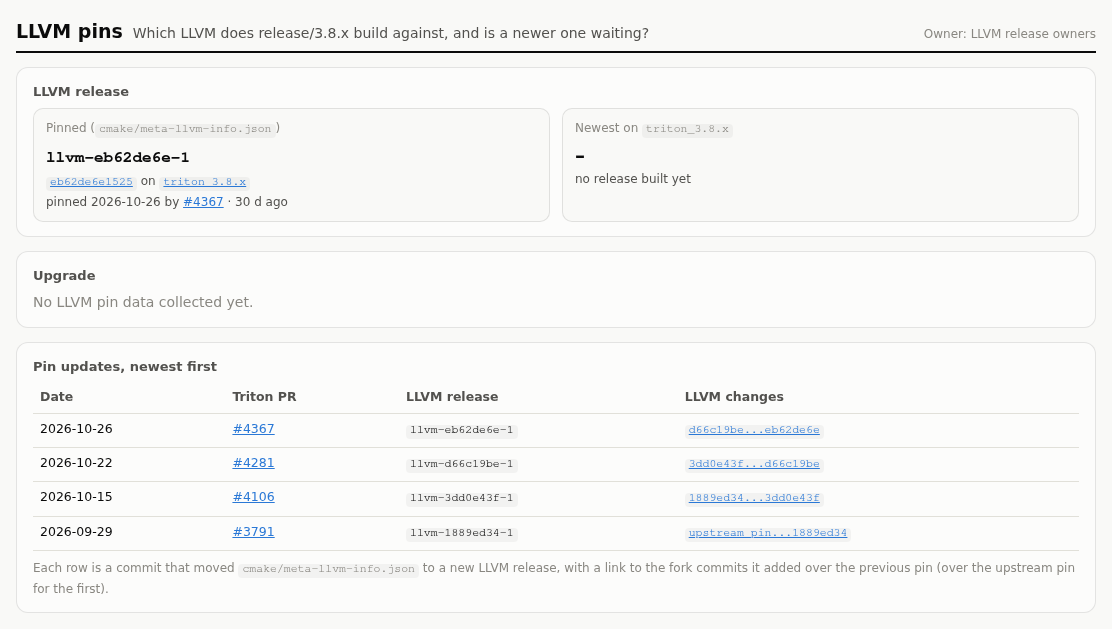 LLVM pins Which LLVM does release/3.8.x build against, and is a newer one waiting? Owner: LLVM release owners
LLVM release
Pinned (cmake/meta-llvm-info.json)
llvm-eb62de6e-1
eb62de6e1525 on triton_3.8.x
pinned 2026-10-26 by #4367 · 30 d ago
Newest on triton_3.8.x
–
no release built yet
Upgrade
No LLVM pin data collected yet.
Pin updates, newest first
Date Triton PR LLVM release LLVM changes
2026-10-26 #4367 llvm-eb62de6e-1 d66c19be...eb62de6e
2026-10-22 #4281 llvm-d66c19be-1 3dd0e43f...d66c19be
2026-10-15 #4106 llvm-3dd0e43f-1 1889ed34...3dd0e43f
2026-09-29 #3791 llvm-1889ed34-1 upstream pin...1889ed34
Each row is a commit that moved cmake/meta-llvm-info.json to a new LLVM release, with a link to the fork commits it added over the previous pin (over the upstream pin
for the first).